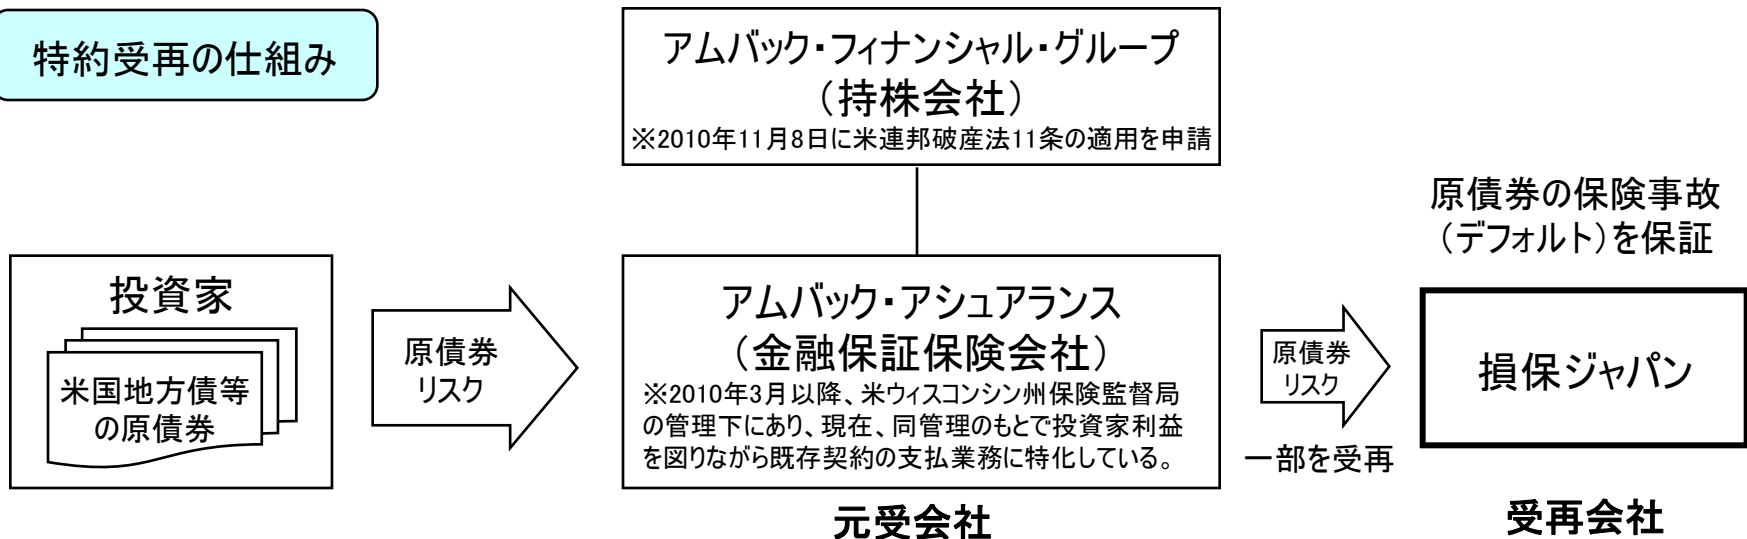 特約受再の仕組み
アムバック・フィナンシャル・グループ
（持株会社）
※2010年11月8日に米連邦破産法11条の適用を申請
原債券の保険事故
（デフォルト）を保証
投資家
米国地方債等
の原債券
原債券
リスク
アムバック・アシュアランス
（金融保証保険会社）
※2010年3月以降、米ウィスコンシン州保険監督局
の管理下にあり、現在、同管理のもとで投資家利益
を図りながら既存契約の支払業務に特化している。
元受会社
原債券
リスク
一部を受再
損保ジャパン
受再会社